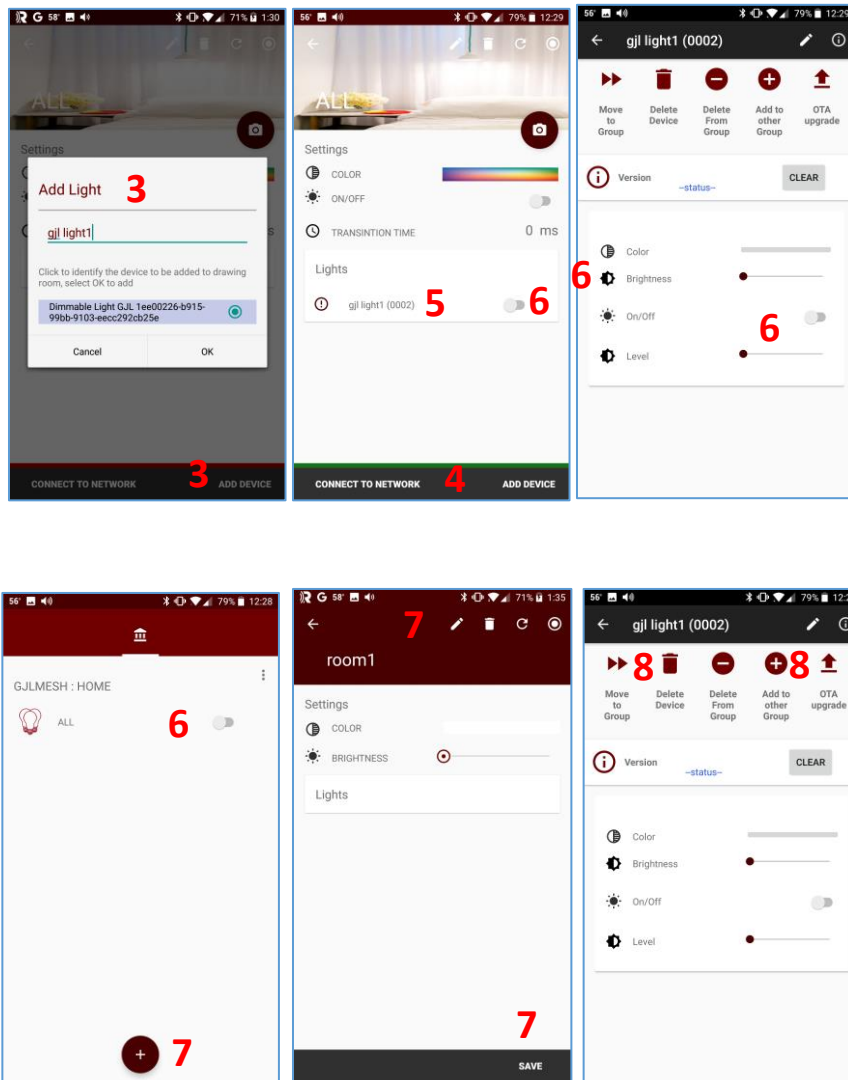 G 58° 71% 1:30
ALL
Settings
Add Light 3
gjl light1
s
Click to identify the device to be added to drawing
room, select OK to add
Dimmable Light GJL 1ee00226-b915-
99bb-9103-eecc292cb25e
Cancel OK
CONNECT TO NETWORK 3 ADD DEVICE
56° 79% 12:29
ALL
Settings
COLOR
ON/OFF
TRANSINTION TIME 0 ms
Lights
gjl light1 (0002) 5 6
CONNECT TO NETWORK 4 ADD DEVICE
56° 79% 12:29
gjl light1 (0002)
Move to Group
Delete Device
Delete From Group
Add to other Group
OTA upgrade
Version --status-- CLEAR
Color
6 Brightness
On/Off 6
Level
56° 79% 12:28
GJLMESH : HOME
ALL 6
+ 7
G 58° 71% 1:35
7
room1
Settings
COLOR
BRIGHTNESS
Lights
7
SAVE
56° 79% 12:2
gjl light1 (0002)
8 8
Move to Group
Delete Device
Delete From Group
Add to other Group
OTA upgrade
Version --status-- CLEAR
Color
Brightness
On/Off
Level